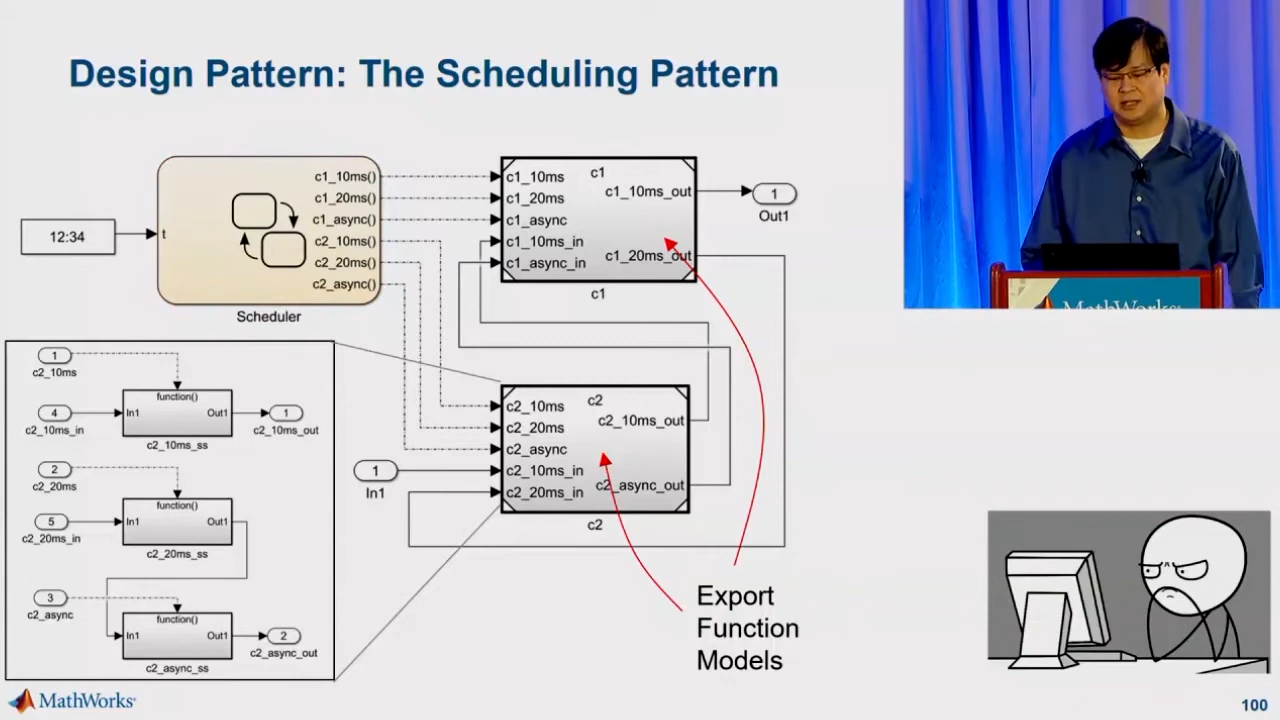 Design Pattern: The Scheduling Pattern
12:34
t
c1_10ms()
c1_20ms()
c1_async()
c2_10ms()
c2_20ms()
c2_async()
Scheduler
c1_10ms
c1_20ms
c1_async
c1_10ms_in
c1_async_in
c1
c1_10ms_out
c1_20ms_out
c1
1
Out1
c2_10ms
c2_20ms
c2_async
c2_10ms_in
c2_20ms_in
c2
c2_10ms_out
c2_async_out
c2
1
In1
1
c2_10ms
function()
4
In1
Out1
1
c2_10ms_in
c2_10ms_out
c2_10ms_ss
2
c2_20ms
function()
5
In1
Out1
c2_20ms_in
c2_20ms_ss
3
c2_async
function()
In1
Out1
2
c2_async_out
c2_async_ss
Export
Function
Models
MathWorks
MathWorks
100